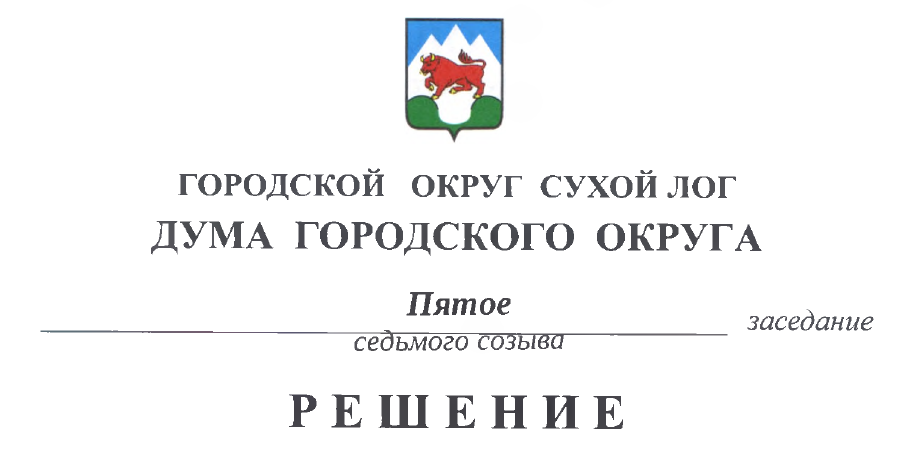 ГОРОДСКОЙ ОКРУГ СУХОЙ ЛОГ
ДУМА ГОРОДСКОГО ОКРУГА
Пятое заседание
седьмого созыва
РЕШЕНИЕ